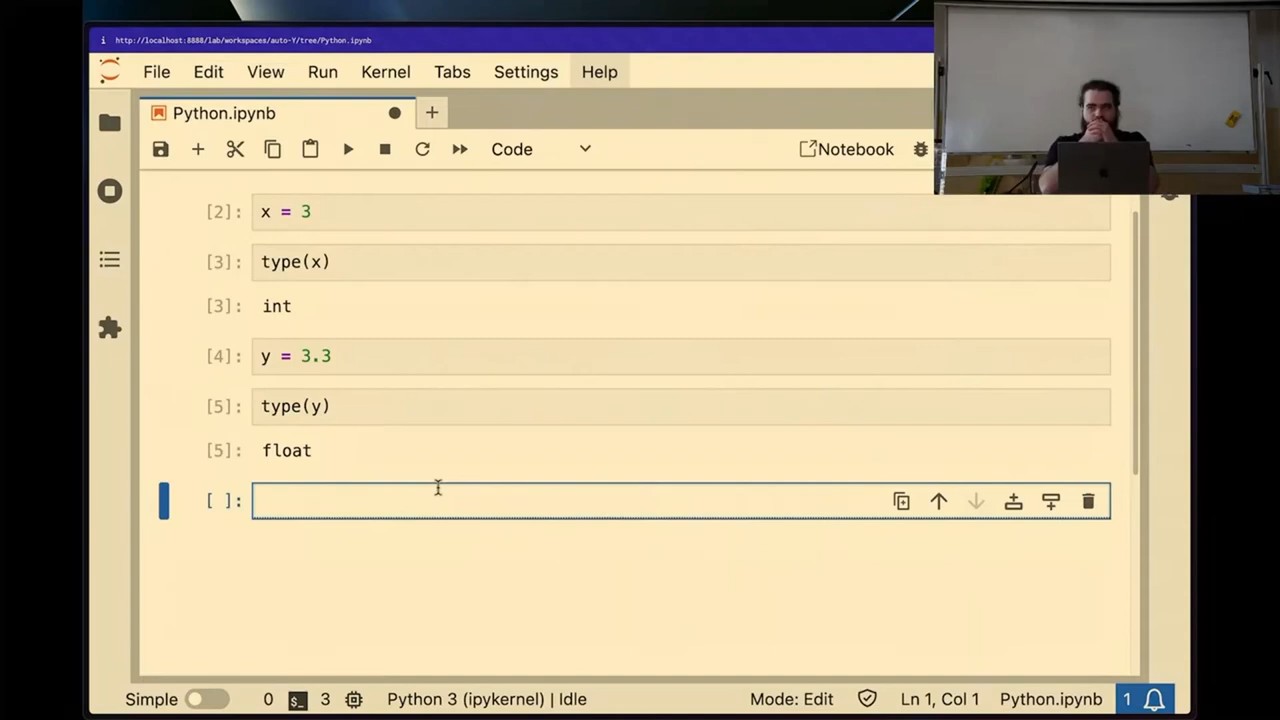 http://localhost:8888/lab/workspaces/auto-Y/tree/Python.ipynb
File Edit View Run Kernel Tabs Settings Help
Python.ipynb
Code Notebook
[2]: x = 3
[3]: type(x)
[3]: int
[4]: y = 3.3
[5]: type(y)
[5]: float
[ ]:
Simple 0 $_ 3 Python 3 (ipykernel) | Idle Mode: Edit Ln 1, Col 1 Python.ipynb 1